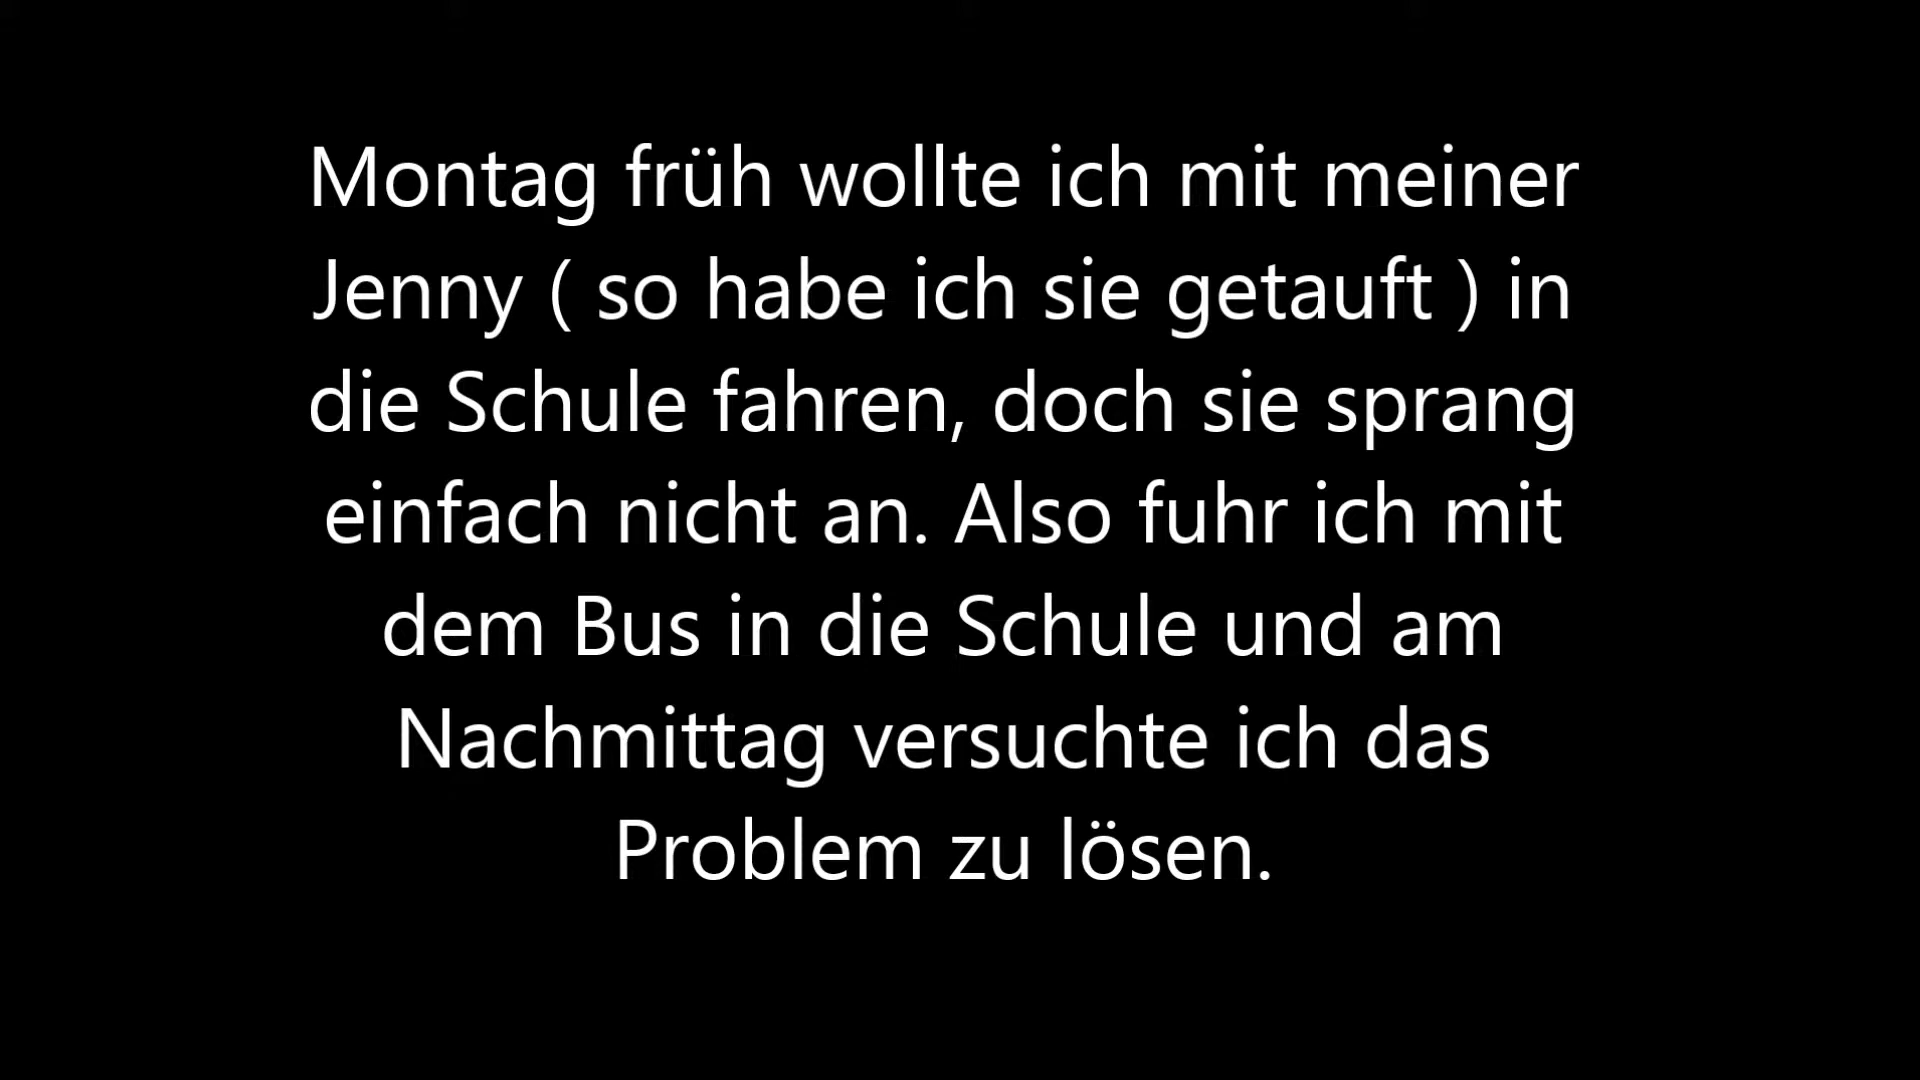 Montag früh wollte ich mit meiner
Jenny ( so habe ich sie getauft ) in
die Schule fahren, doch sie sprang
einfach nicht an. Also fuhr ich mit
dem Bus in die Schule und am
Nachmittag versuchte ich das
Problem zu lösen.